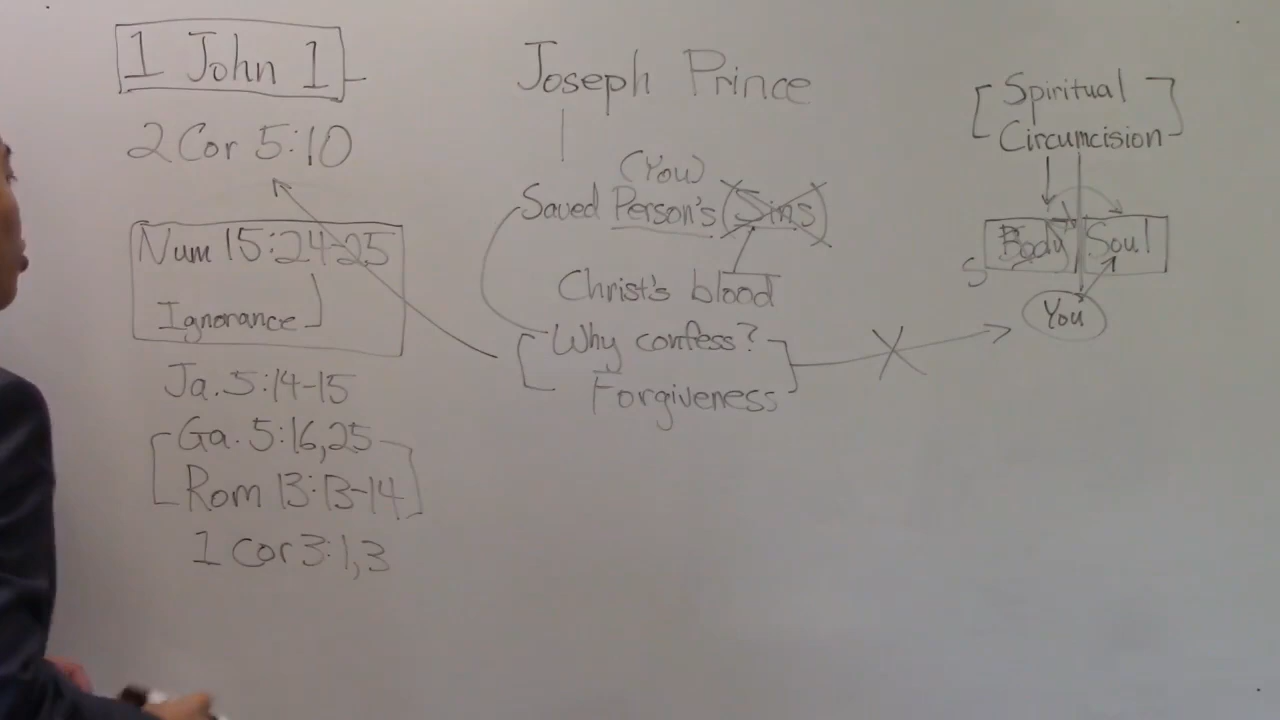 1 John 1
2 Cor 5:10
Num 15:24-25
Ignorance
Ja. 5:14-15
Ga. 5:16,25
Rom 13:13-14
1 Cor 3:1,3
Joseph Prince
(You)
Saved Person's (Sins)
Christ's blood
Why confess?
Forgiveness
Spiritual
Circumcision
Body Soul
S
You